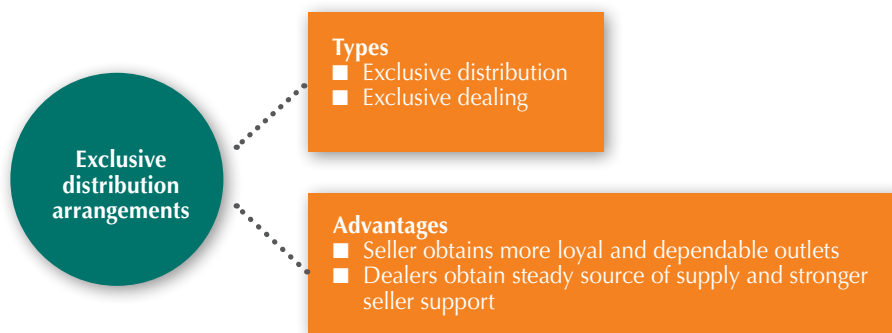 Exclusive
distribution
arrangements
Types
■ Exclusive distribution
■ Exclusive dealing
Advantages
■ Seller obtains more loyal and dependable outlets
■ Dealers obtain steady source of supply and stronger
seller support